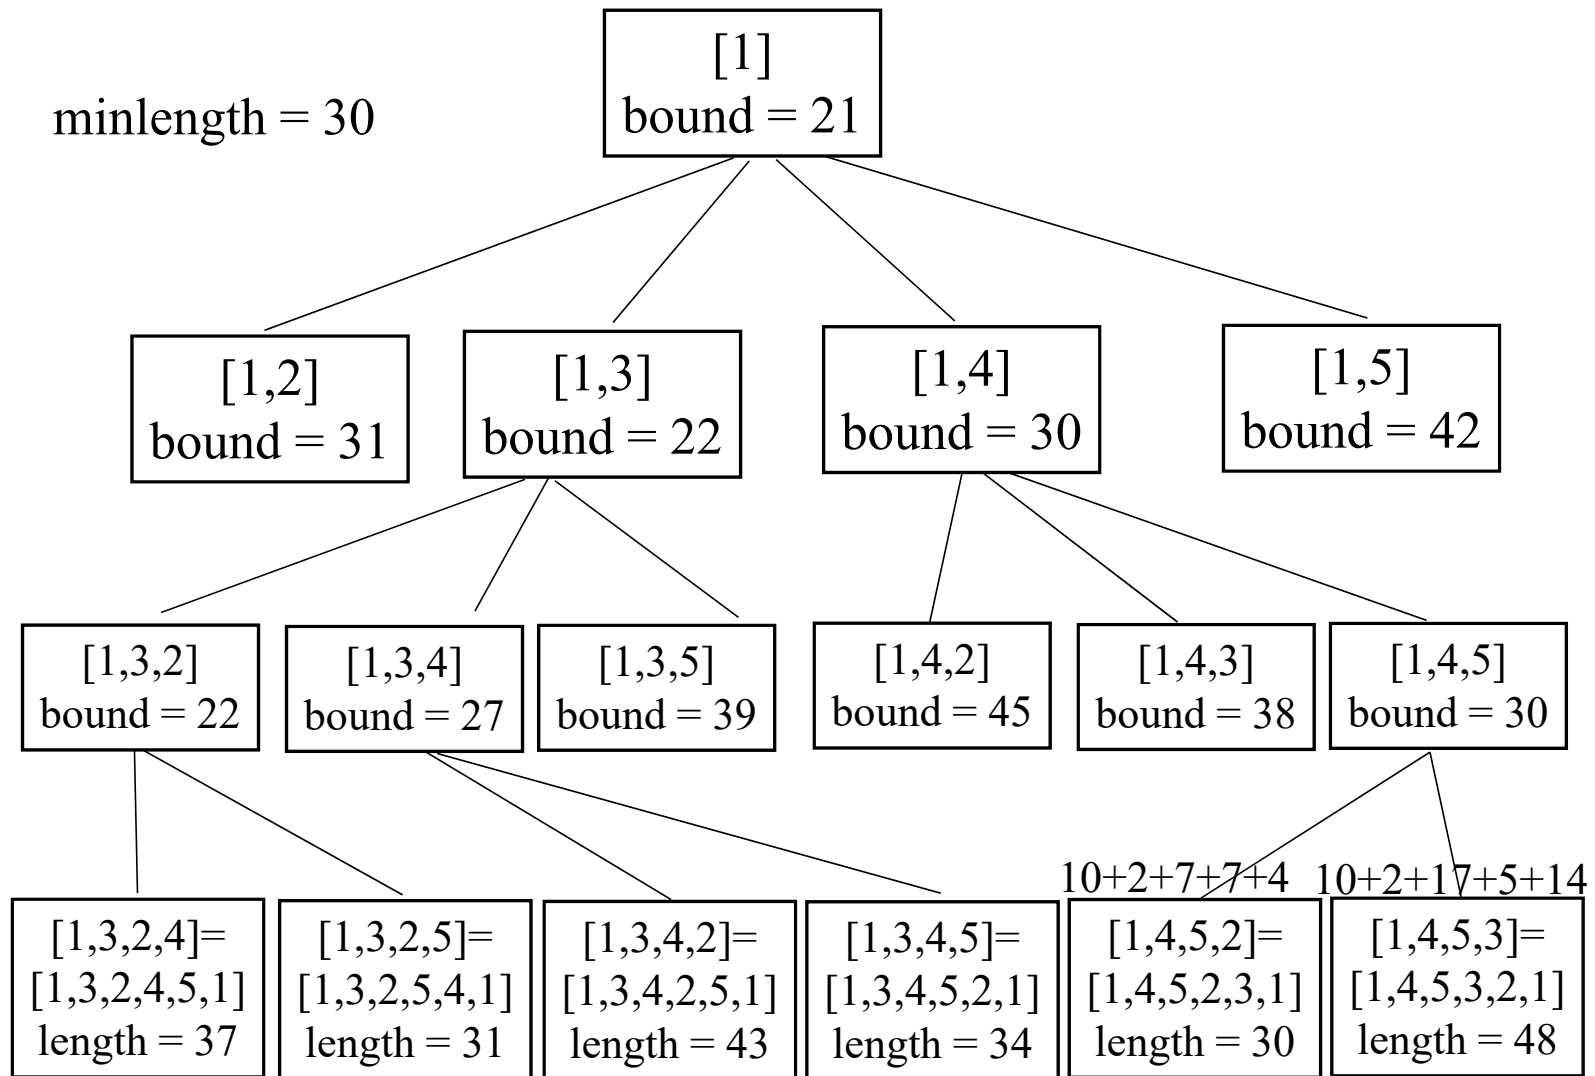 minlength = 30
[1]
bound = 21
[1,2]
bound = 31
[1,3]
bound = 22
[1,4]
bound = 30
[1,5]
bound = 42
[1,3,2]
bound = 22
[1,3,4]
bound = 27
[1,3,5]
bound = 39
[1,4,2]
bound = 45
[1,4,3]
bound = 38
[1,4,5]
bound = 30
[1,3,2,4]=
[1,3,2,4,5,1]
length = 37
[1,3,2,5]=
[1,3,2,5,4,1]
length = 31
[1,3,4,2]=
[1,3,4,2,5,1]
length = 43
[1,3,4,5]=
[1,3,4,5,2,1]
length = 34
10+2+7+7+4
[1,4,5,2]=
[1,4,5,2,3,1]
length = 30
10+2+17+5+14
[1,4,5,3]=
[1,4,5,3,2,1]
length = 48